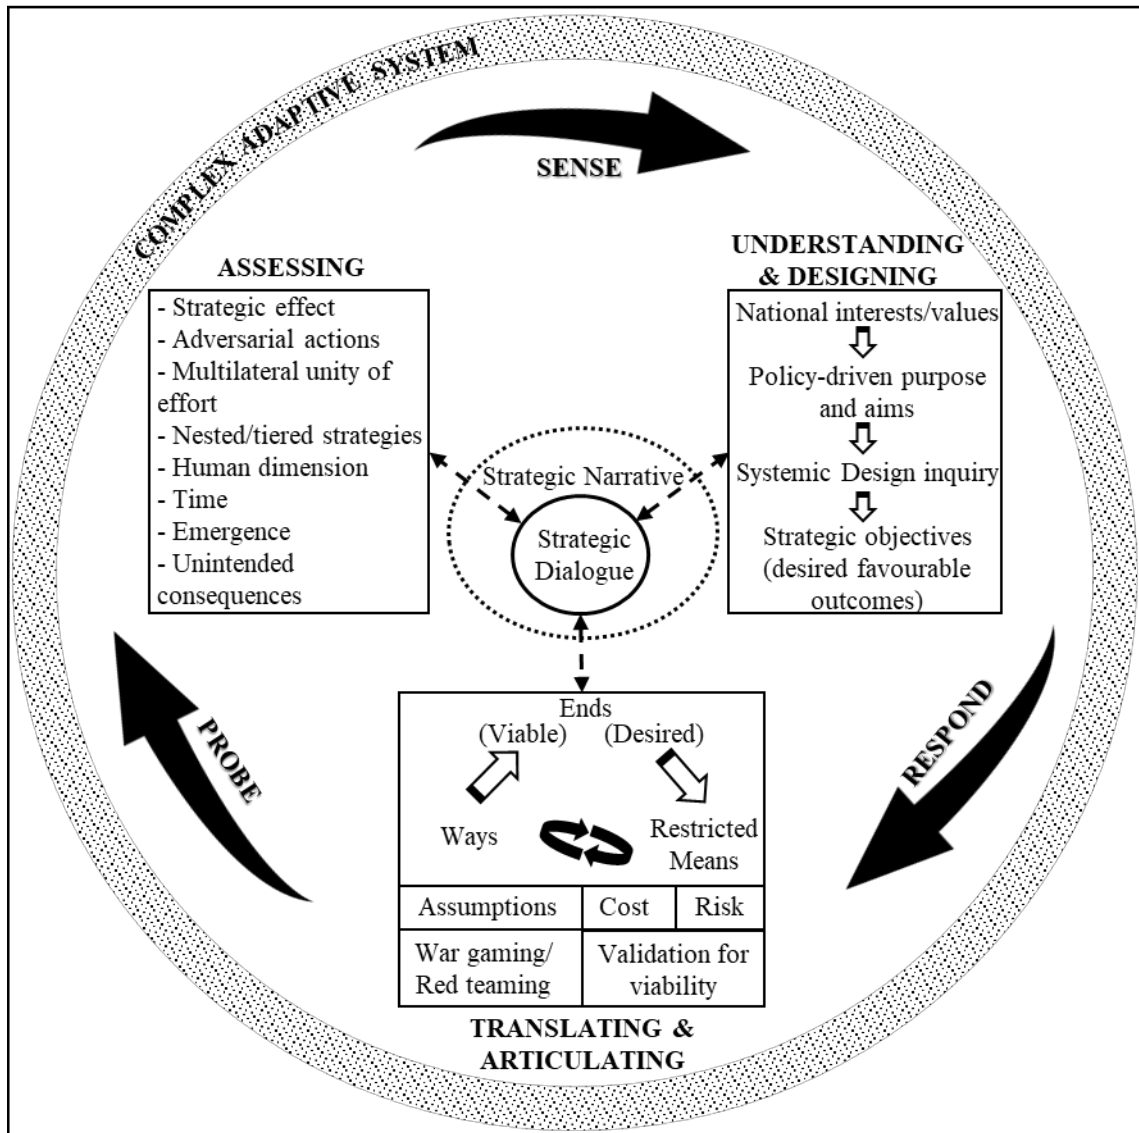 COMPLEX ADAPTIVE SYSTEM
SENSE
ASSESSING
- Strategic effect
- Adversarial actions
- Multilateral unity of
effort
- Nested/tiered strategies
- Human dimension
- Time
- Emergence
- Unintended
consequences
UNDERSTANDING
& DESIGNING
National interests/values
Policy-driven purpose
and aims
Systemic Design inquiry
Strategic objectives
(desired favourable
outcomes)
Strategic Narrative
Strategic
Dialogue
PROBE
RESPOND
Ends
(Viable) (Desired)
Ways
Restricted
Means
Assumptions
Cost
Risk
War gaming/
Red teaming
Validation for
viability
TRANSLATING &
ARTICULATING